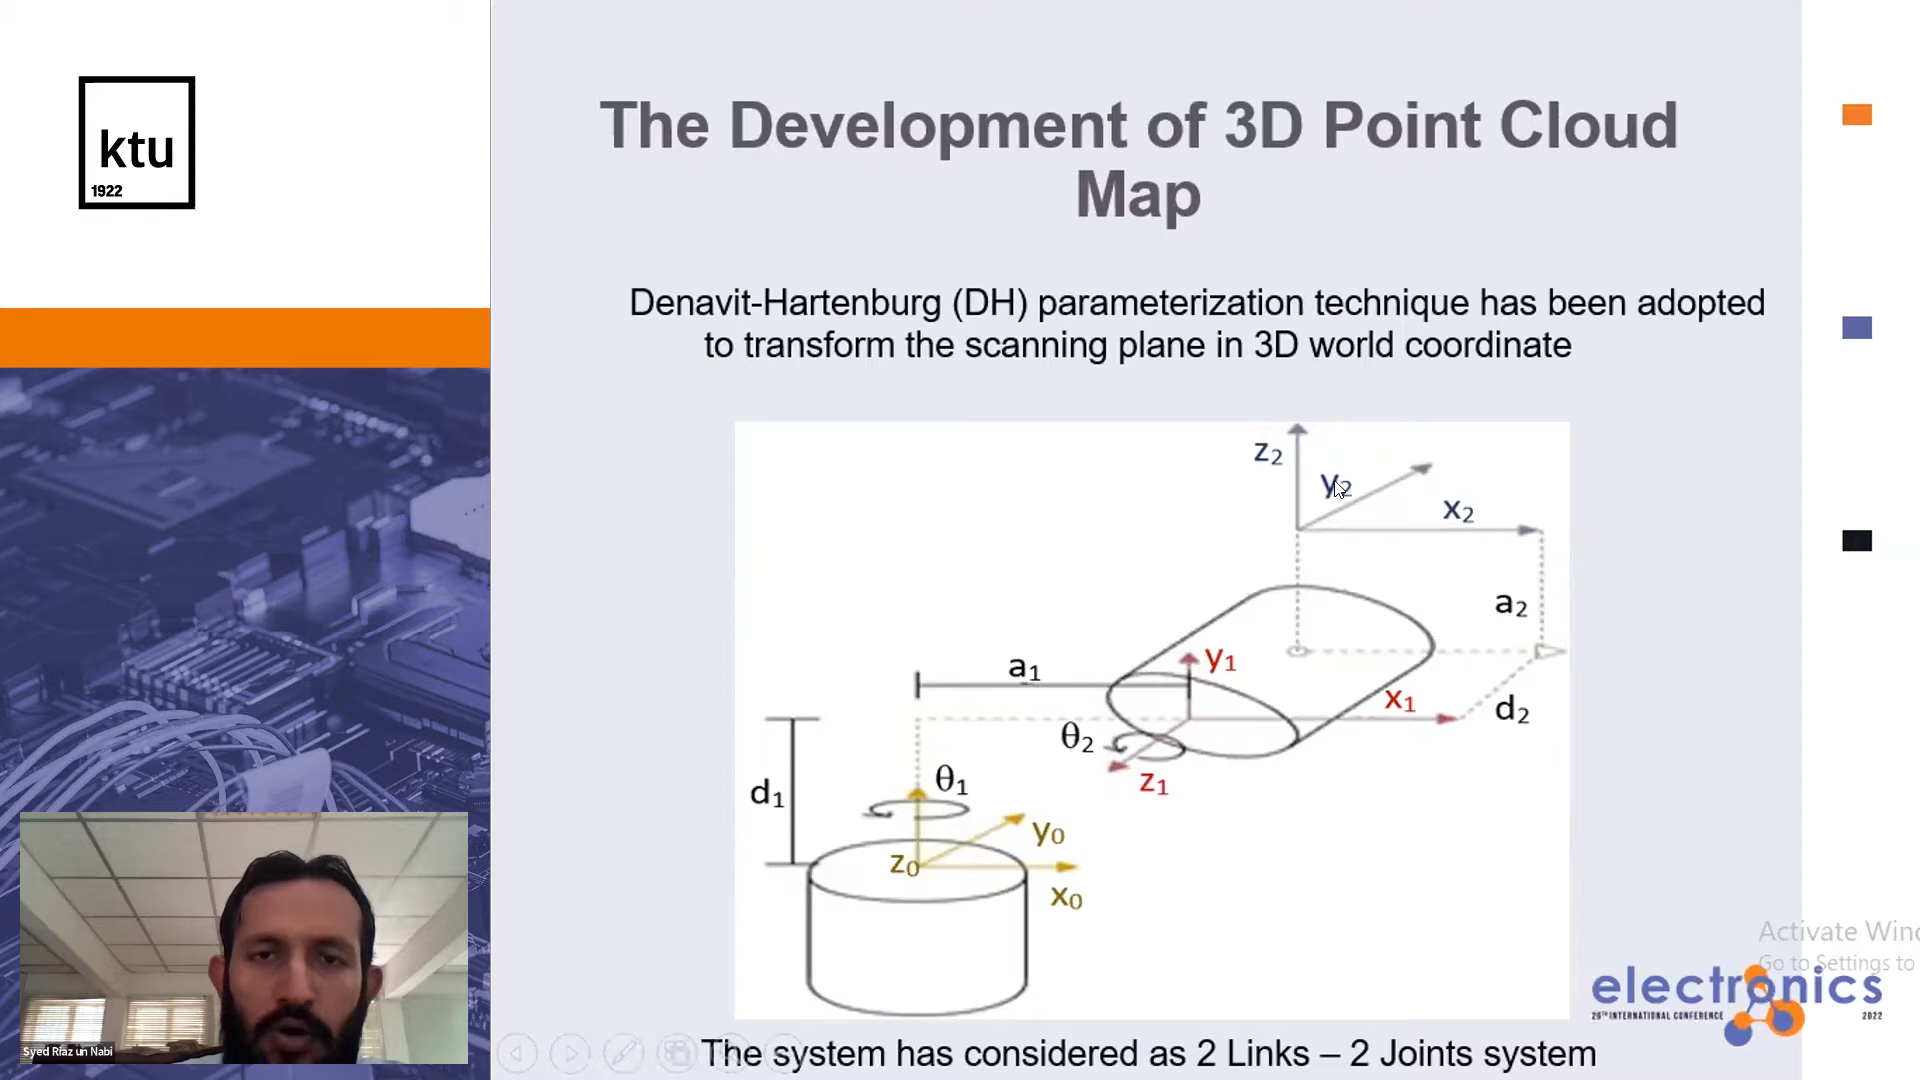 ktu
1922
The Development of 3D Point Cloud
Map
Denavit-Hartenburg (DH) parameterization technique has been adopted
to transform the scanning plane in 3D world coordinate
z2
y2
x2
a2
y1
a1
x1
d2
θ2
z1
θ1
d1
y0
z0
x0
Activate Win
Go to Settings to
electronics
26TH INTERNATIONAL CONFERENCE 2022
Syed Riaz un Nabi
The system has considered as 2 Links – 2 Joints system